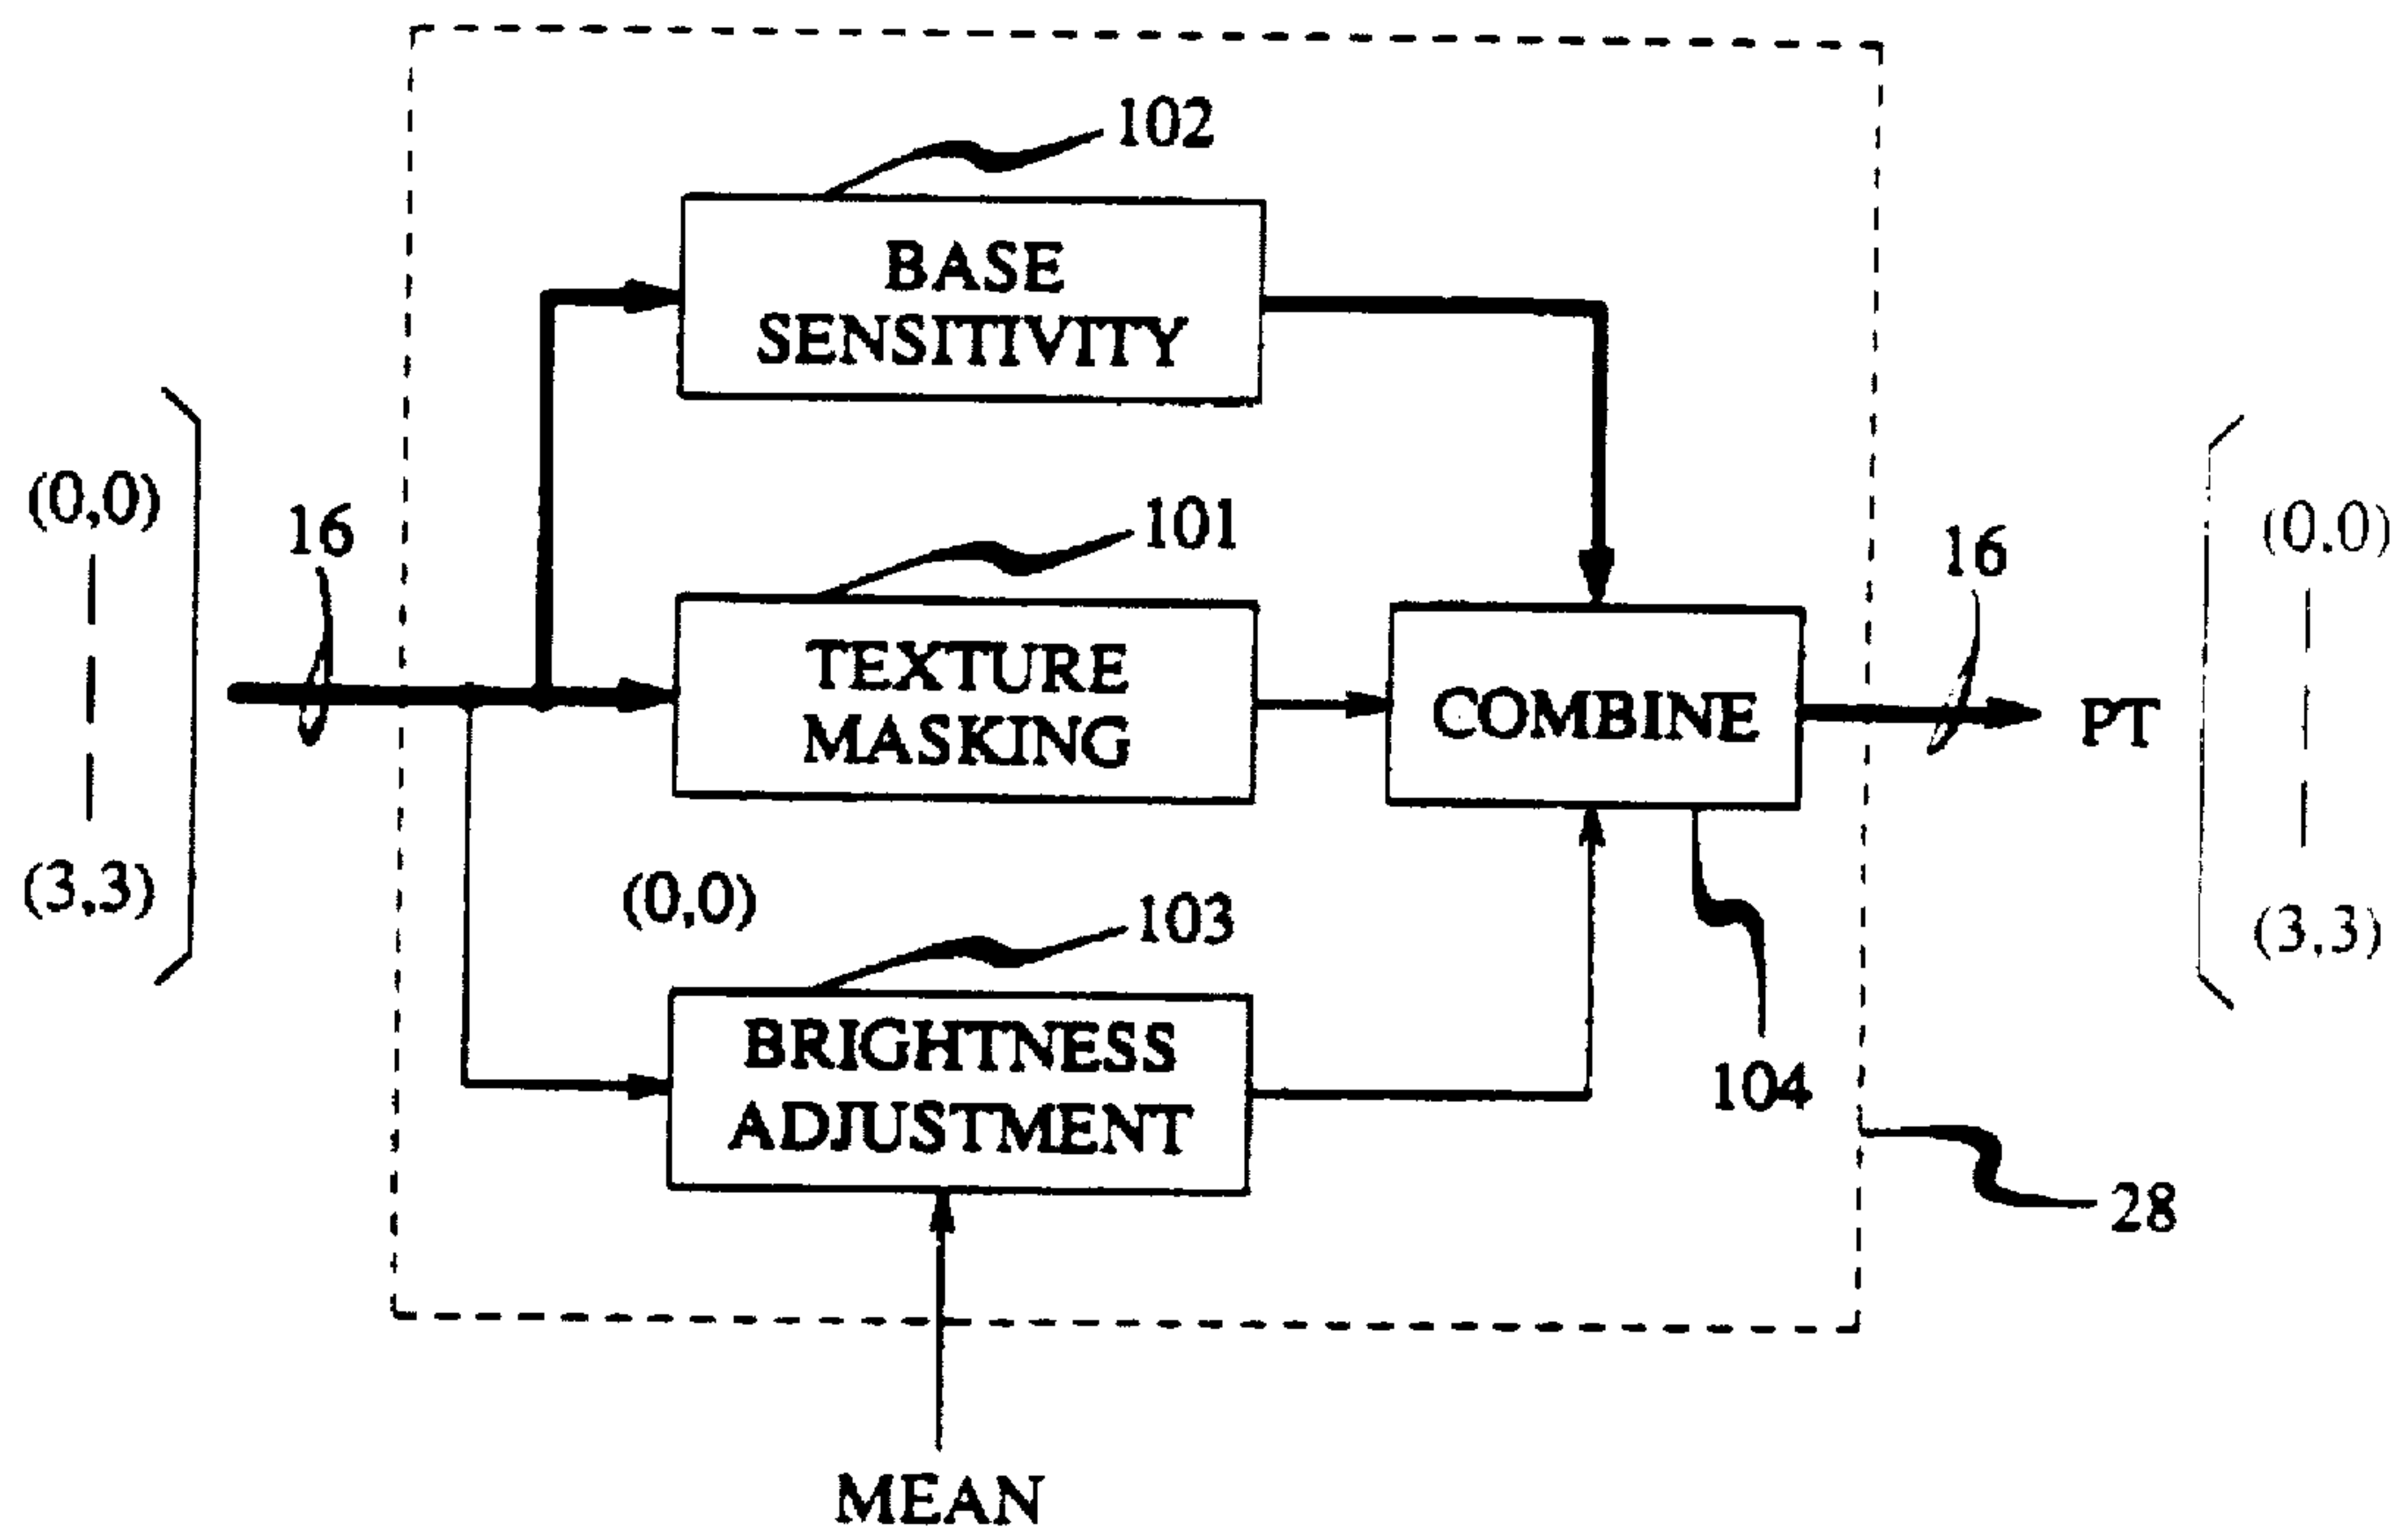 102
BASE
SENSITIVITY
(0,0)
16
101
16
(0,0)
TEXTURE
MASKING
COMBINE
PT
(3,3)
(0,0)
103
(3,3)
BRIGHTNESS
ADJUSTMENT
104
28
MEAN